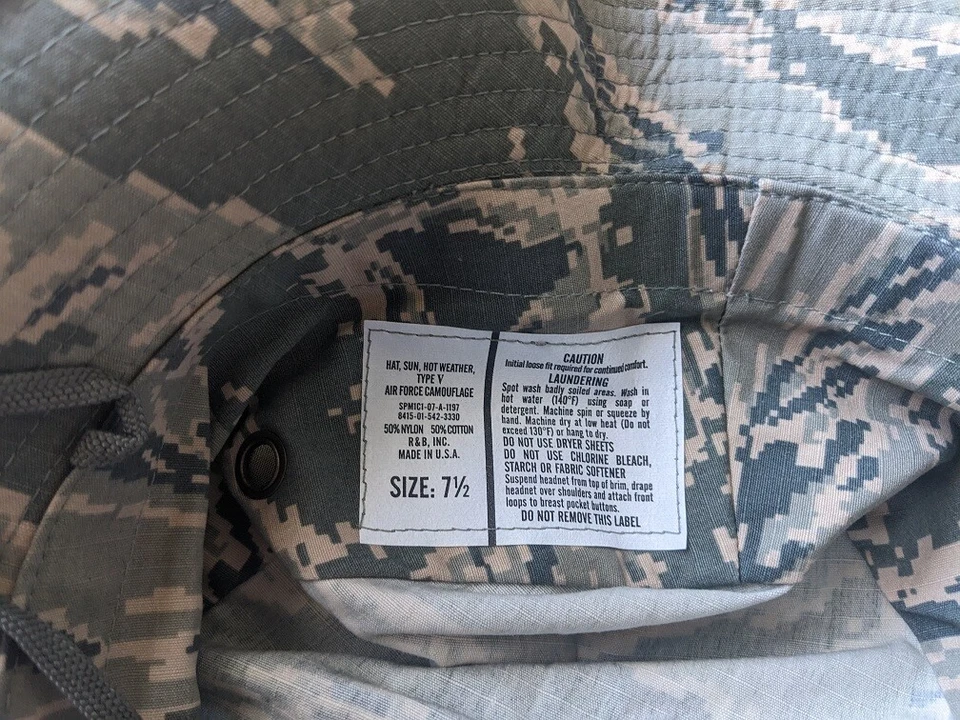 HAT, SUN, HOT WEATHER,
TYPE V
AIR FORCE CAMOUFLAGE
SPM1C1-07-A-1197
8415-01-542-3330
50% NYLON 50% COTTON
R&B, INC.
MADE IN U.S.A.
SIZE: 7½
CAUTION
Initial loose fit required for continued comfort.
LAUNDERING
Spot wash badly soiled areas. Wash in
hot water (140°F) using soap or
detergent. Machine spin or squeeze by
hand. Machine dry at low heat (Do not
exceed 130°F) or hang to dry.
DO NOT USE DRYER SHEETS
DO NOT USE CHLORINE BLEACH,
STARCH OR FABRIC SOFTENER
Suspend headnet from top of brim, drape
headnet over shoulders and attach front
loops to breast pocket buttons.
DO NOT REMOVE THIS LABEL